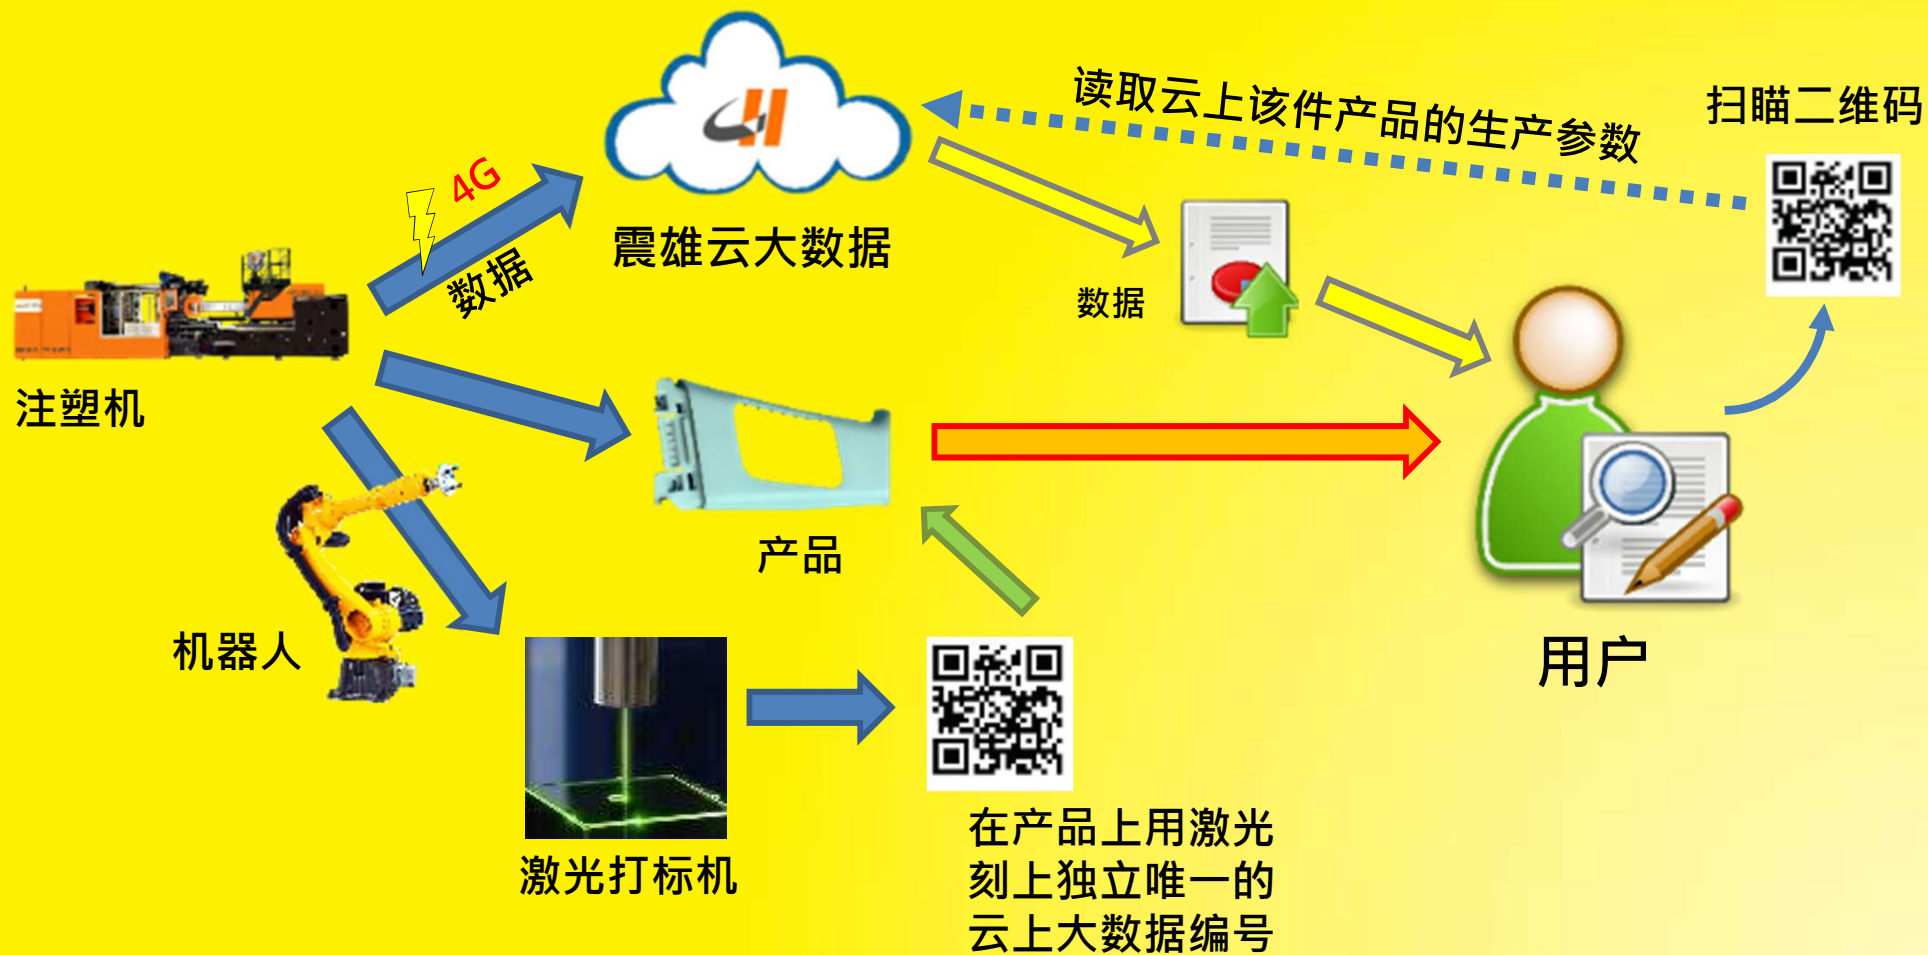 读取云上该件产品的生产参数
扫瞄二维码
4G
数据
震雄云大数据
数据
注塑机
产品
机器人
用户
激光打标机
在产品上用激光
刻上独立唯一的
云上大数据编号